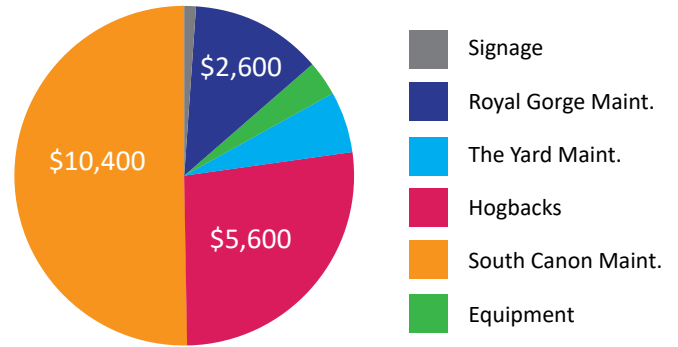 $2,600
$10,400
$5,600
Signage
Royal Gorge Maint.
The Yard Maint.
Hogbacks
South Canon Maint.
Equipment